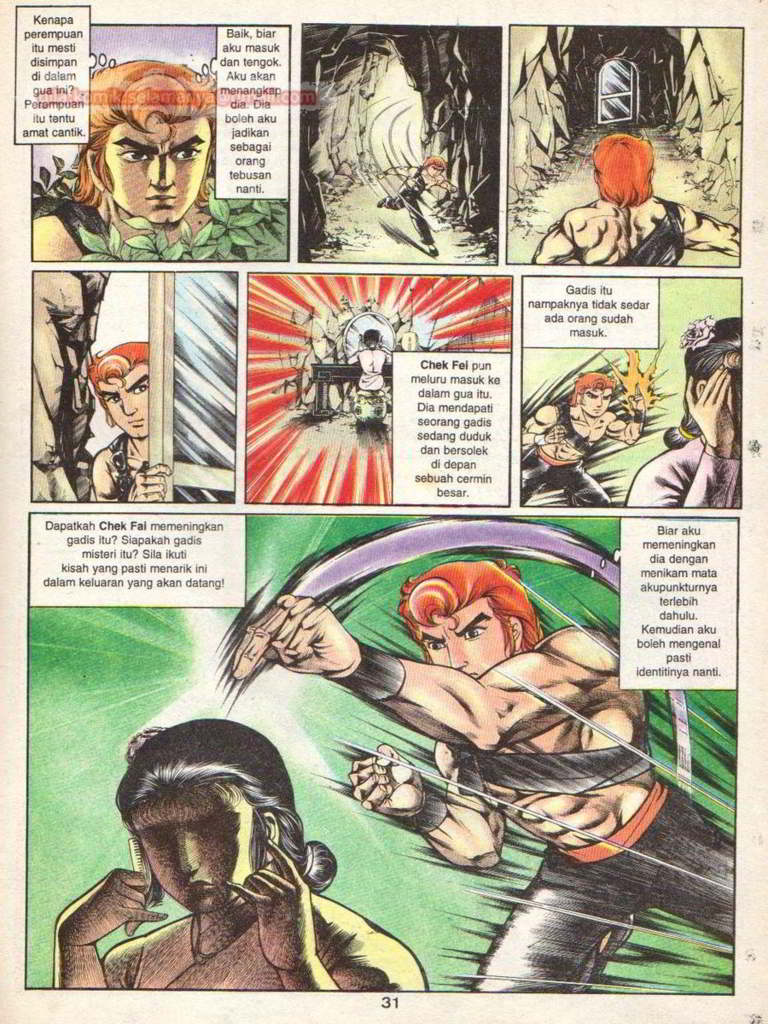 Kenapa
perempuan
itu mesti
disimpan
di dalam
gua ini?
Perempuan
itu tentu
amat cantik.
Baik, biar
aku masuk
dan tengok.
Aku akan
menangkap
dia. Dia
boleh aku
jadikan
sebagai
orang
tebusan
nanti.
Chek Fei pun
meluru masuk ke
dalam gua itu.
Dia mendapati
seorang gadis
sedang duduk
dan bersolek
di depan
sebuah cermin
besar.
Gadis itu
nampaknya tidak sedar
ada orang sudah
masuk.
Dapatkah Chek Fai memeningkan
gadis itu? Siapakah gadis
misteri itu? Sila ikuti
kisah yang pasti menarik ini
dalam keluaran yang akan datang!
Biar aku
memeningkan
dia dengan
menikam mata
akupunkturnya
terlebih
dahulu.
Kemudian aku
boleh mengenal
pasti
identitinya nanti.
31